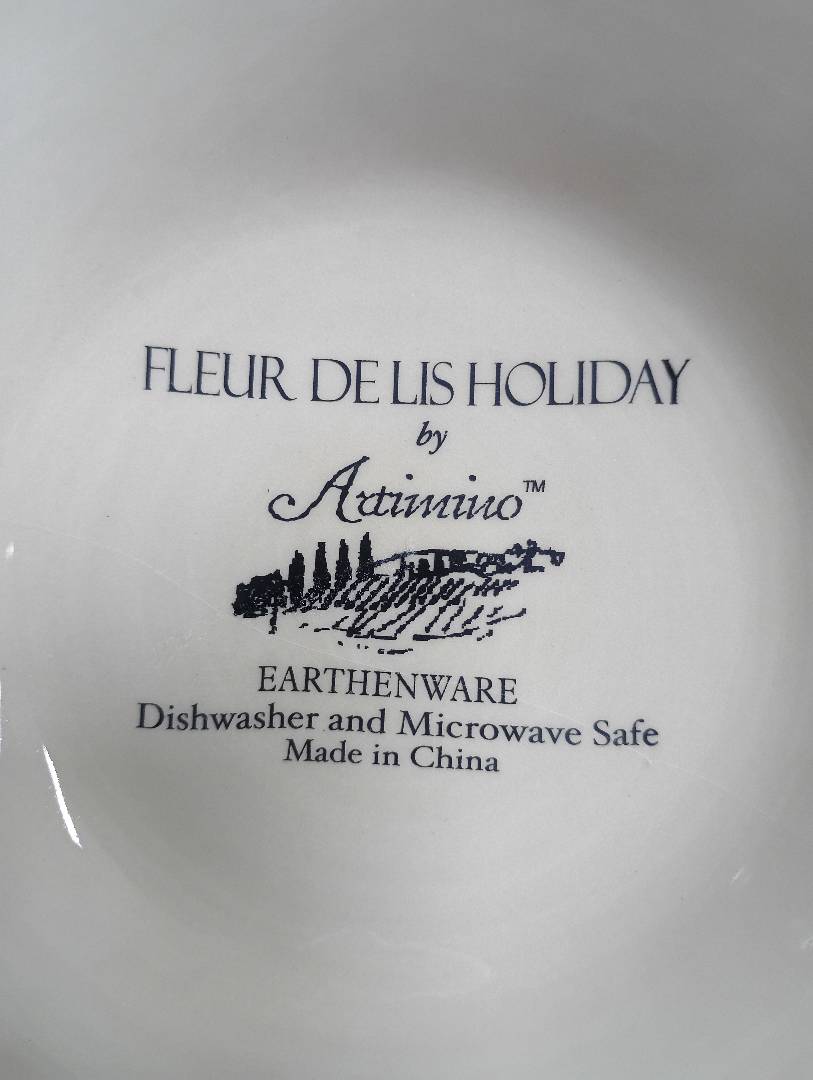 FLEUR DE LIS HOLIDAY
by
Artimino™
EARTHENWARE
Dishwasher and Microwave Safe
Made in China